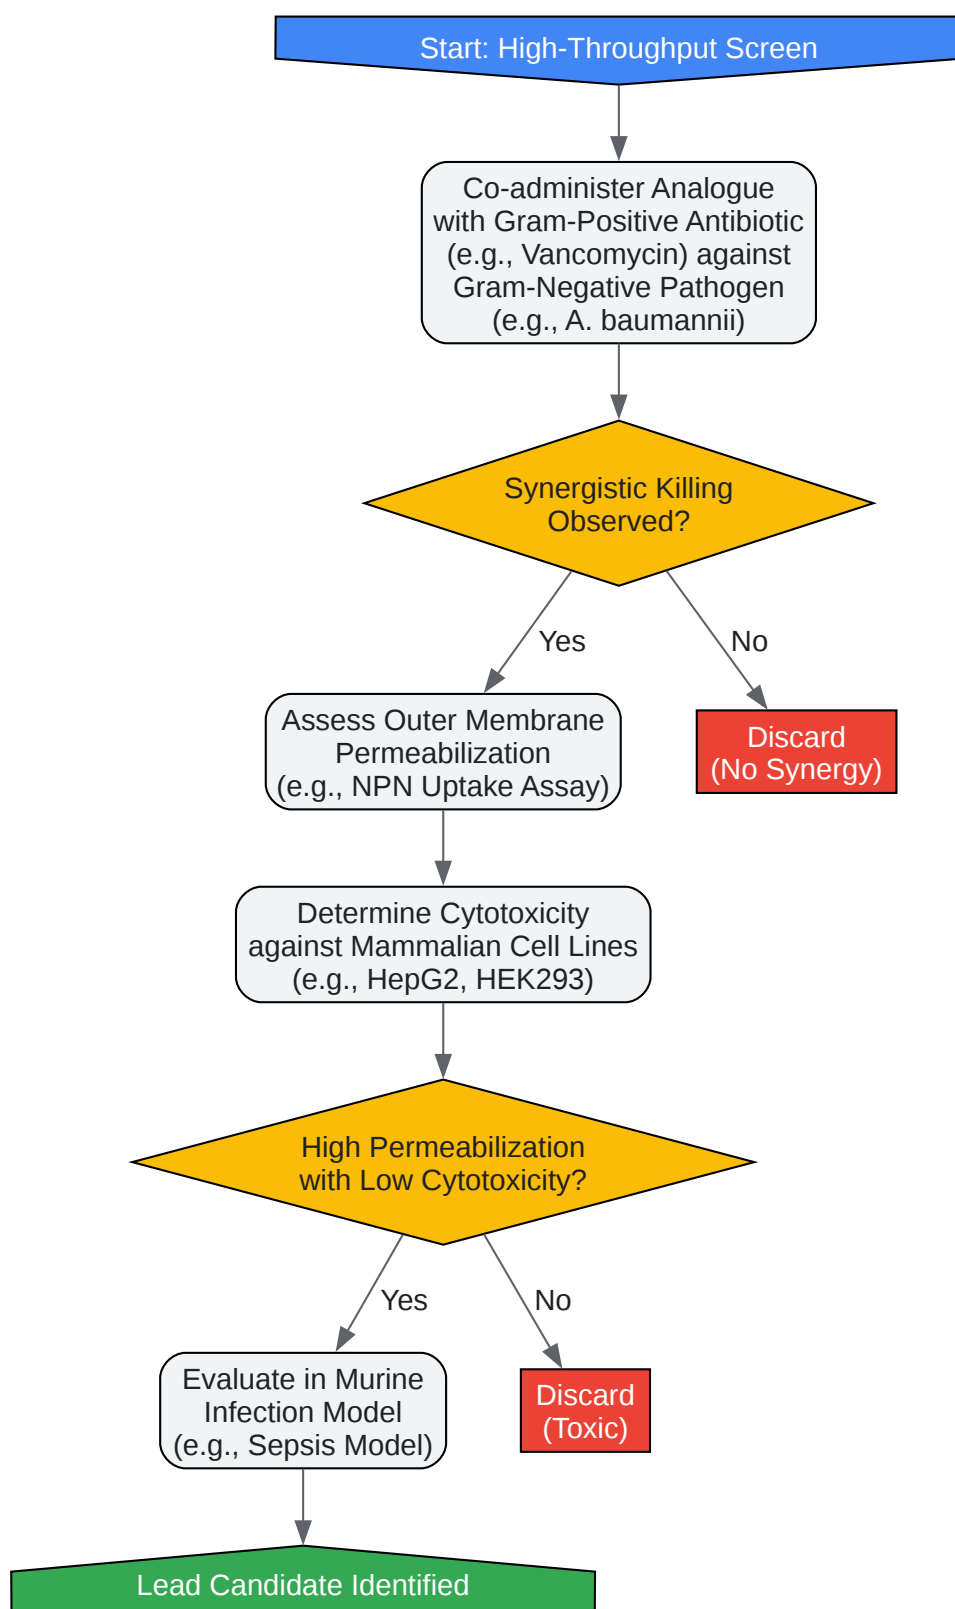 Start: High-Throughput Screen
Co-administer Analogue
with Gram-Positive Antibiotic
(e.g., Vancomycin) against
Gram-Negative Pathogen
(e.g., A. baumannii)
Synergistic Killing
Observed?
Yes
No
Assess Outer Membrane
Permeabilization
(e.g., NPN Uptake Assay)
Discard
(No Synergy)
Determine Cytotoxicity
against Mammalian Cell Lines
(e.g., HepG2, HEK293)
High Permeabilization
with Low Cytotoxicity?
Yes
No
Evaluate in Murine
Infection Model
(e.g., Sepsis Model)
Discard
(Toxic)
Lead Candidate Identified